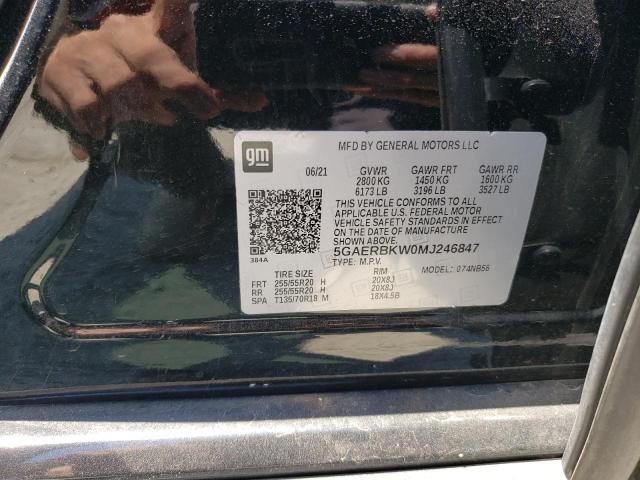 gm
MFD BY GENERAL MOTORS LLC
06/21 GVWR GAWR FRT GAWR RR
2800 KG 1450 KG 1600 KG
6173 LB 3196 LB 3527 LB
THIS VEHICLE CONFORMS TO ALL
APPLICABLE U.S. FEDERAL MOTOR
VEHICLE SAFETY STANDARDS IN EFFECT
ON THE DATE OF MANUFACTURE
SHOWN ABOVE.
384A
5GAERBKW0MJ246847
TYPE: M.P.V. MODEL: 074NB56
TIRE SIZE RIM
FRT 255/55R20 H 20X8J
RR 255/55R20 H 20X8J
SPA T135/70R18 M 18X4.5B